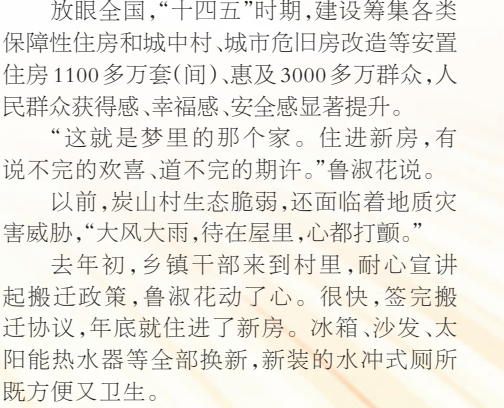 放眼全国，“十四五”时期，建设筹集各类
保障性住房和城中村、城市危旧房改造等安置
住房1100多万套（间）、惠及3000多万群众，人
民群众获得感、幸福感、安全感显著提升。
“这就是梦里的那个家。住进新房，有
说不完的欢喜、道不完的期许。”鲁淑花说。
以前，炭山村生态脆弱，还面临着地质灾
害威胁，“大风大雨，待在屋里，心都打颤。”
去年初，乡镇干部来到村里，耐心宣讲
起搬迁政策，鲁淑花动了心。很快，签完搬
迁协议，年底就住进了新房。冰箱、沙发、太
阳能热水器等全部换新，新装的水冲式厕所
既方便又卫生。